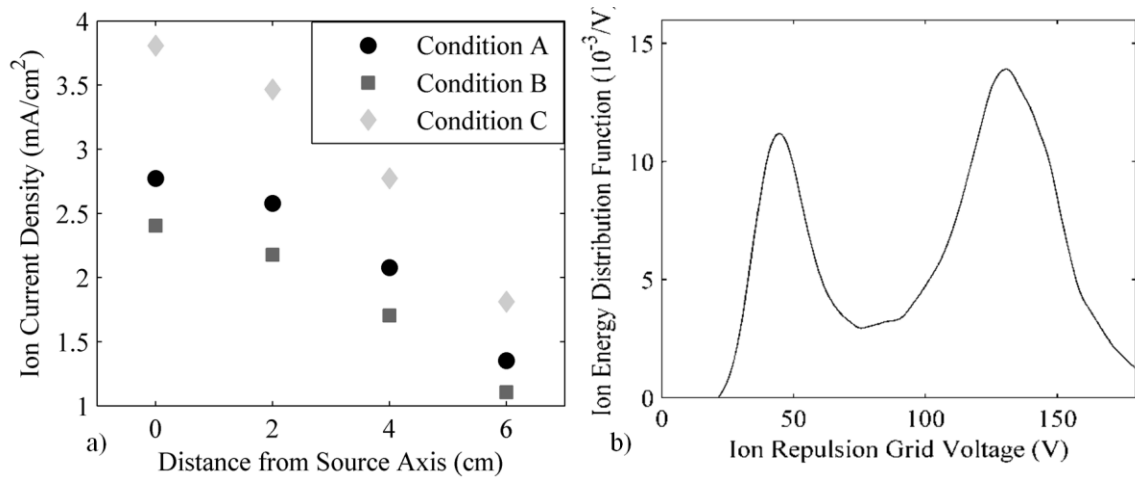 4
3.5
3
2.5
2
1.5
1
Ion Current Density (mA/cm²)
Condition A
Condition B
Condition C
0 2 4 6
a)
Distance from Source Axis (cm)
15
10
5
0
Ion Energy Distribution Function (10⁻³/V)
0 50 100 150
b)
Ion Repulsion Grid Voltage (V)